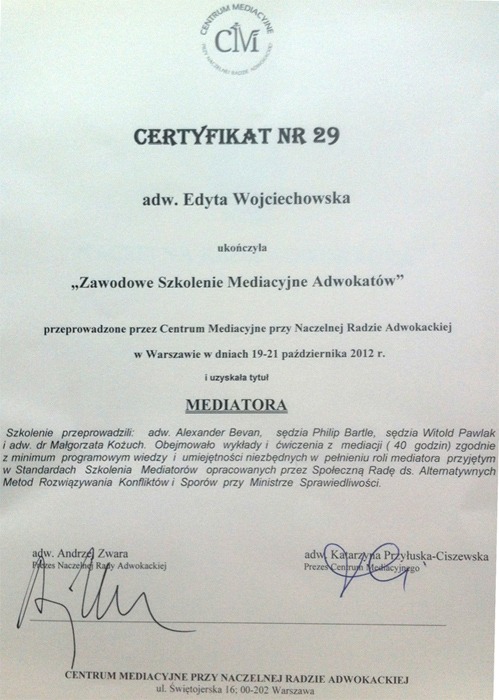 CENTRUM MEDIACYJNE
CM
PRZY NACZELNEJ RADZIE ADWOKACKIEJ
CERTYFIKAT NR 29
adw. Edyta Wojciechowska
ukończyła
„Zawodowe Szkolenie Mediacyjne Adwokatów”
przeprowadzone przez Centrum Mediacyjne przy Naczelnej Radzie Adwokackiej
w Warszawie w dniach 19-21 października 2012 r.
i uzyskała tytuł
MEDIATORA
Szkolenie przeprowadzili: adw. Alexander Bevan, sędzia Philip Bartle, sędzia Witold Pawlak
i adw. dr Małgorzata Kożuch. Obejmowało wykłady i ćwiczenia z mediacji ( 40 godzin) zgodnie
z minimum programowym wiedzy i umiejętności niezbędnych w pełnieniu roli mediatora przyjętym
w Standardach Szkolenia Mediatorów opracowanych przez Społeczną Radę ds. Alternatywnych
Metod Rozwiązywania Konfliktów i Sporów przy Ministrze Sprawiedliwości.
adw. Andrzej Zwara
Prezes Naczelnej Rady Adwokackiej
adw. Katarzyna Przyłuska-Ciszewska
Prezes Centrum Mediacyjnego
CENTRUM MEDIACYJNE PRZY NACZELNEJ RADZIE ADWOKACKIEJ
ul. Świętojerska 16; 00-202 Warszawa